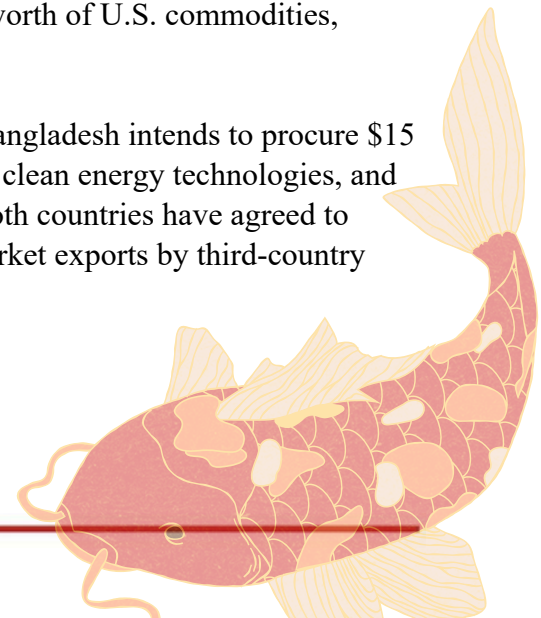 worth of U.S. commodities,
angladesh intends to procure $15
clean energy technologies, and
oth countries have agreed to
rket exports by third-country